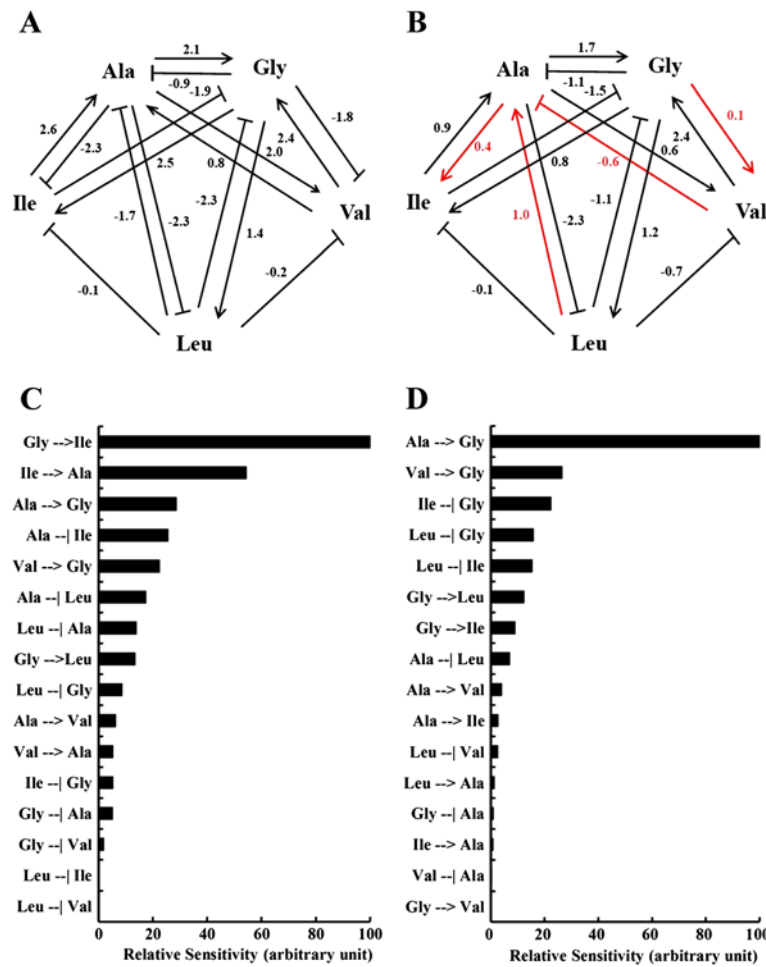 A
B
2.1
Ala
Gly
-0.9
-1.9
2.6
-2.3
2.5
0.8
2.4
2.0
-1.8
Ile
Val
-1.7
-2.3
-2.3
1.4
-0.1
-0.2
Leu
1.7
Ala
Gly
-1.1
-1.5
0.9
0.4
0.8
-0.6
0.6
2.4
0.1
Ile
Val
1.0
-2.3
-1.1
1.2
-0.1
-0.7
Leu
C
Gly -->Ile
Ile --> Ala
Ala --> Gly
Ala --| Ile
Val --> Gly
Ala --| Leu
Leu --| Ala
Gly -->Leu
Leu --| Gly
Ala --> Val
Val --> Ala
Ile --| Gly
Gly --| Ala
Gly --| Val
Leu --| Ile
Leu --| Val
0 20 40 60 80 100
Relative Sensitivity (arbitrary unit)
D
Ala --> Gly
Val --> Gly
Ile --| Gly
Leu --| Gly
Leu --| Ile
Gly -->Leu
Gly -->Ile
Ala --| Leu
Ala --> Val
Ala --> Ile
Leu --| Val
Leu --> Ala
Gly --| Ala
Ile --> Ala
Val --| Ala
Gly --> Val
0 20 40 60 80 100
Relative Sensitivity (arbitrary unit)